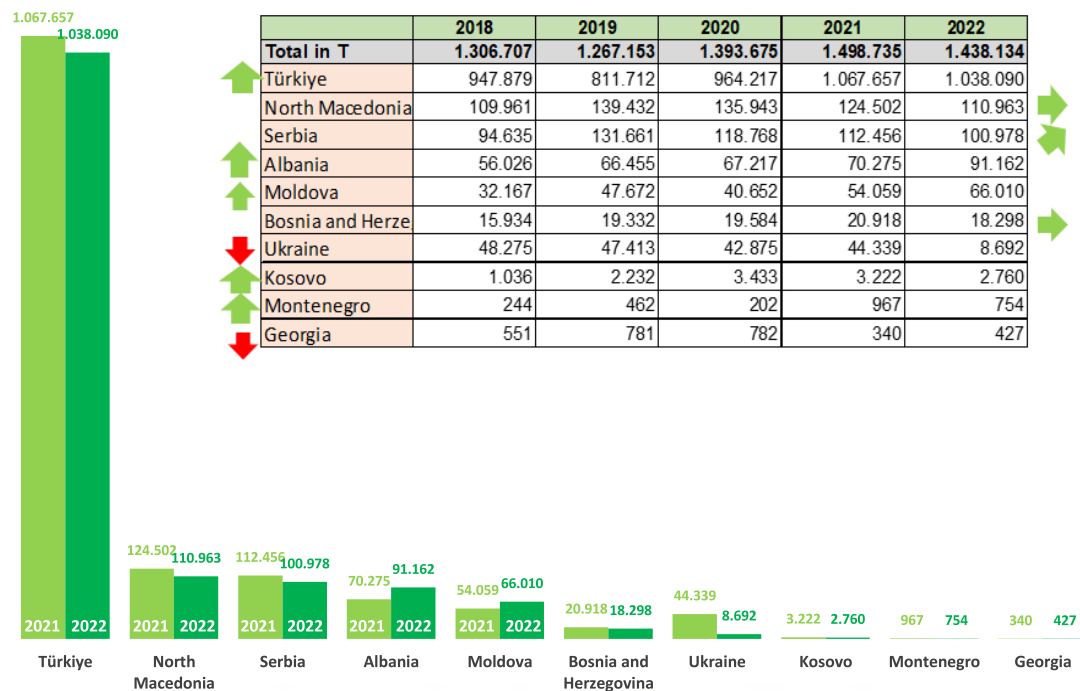 1.067.657
1.038.090
2018 2019 2020 2021 2022
Total in T 1.306.707 1.267.153 1.393.675 1.498.735 1.438.134
Türkiye 947.879 811.712 964.217 1.067.657 1.038.090
North Macedonia 109.961 139.432 135.943 124.502 110.963
Serbia 94.635 131.661 118.768 112.456 100.978
Albania 56.026 66.455 67.217 70.275 91.162
Moldova 32.167 47.672 40.652 54.059 66.010
Bosnia and Herze 15.934 19.332 19.584 20.918 18.298
Ukraine 48.275 47.413 42.875 44.339 8.692
Kosovo 1.036 2.232 3.433 3.222 2.760
Montenegro 244 462 202 967 754
Georgia 551 781 782 340 427
124.502 110.963 112.456 100.978 70.275 91.162 54.059 66.010 20.918 18.298 44.339 8.692 3.222 2.760 967 754 340 427
2021 2022 2021 2022 2021 2022 2021 2022 2021 2022
Türkiye North Serbia Albania Moldova Bosnia and Ukraine Kosovo Montenegro Georgia
Macedonia Herzegovina